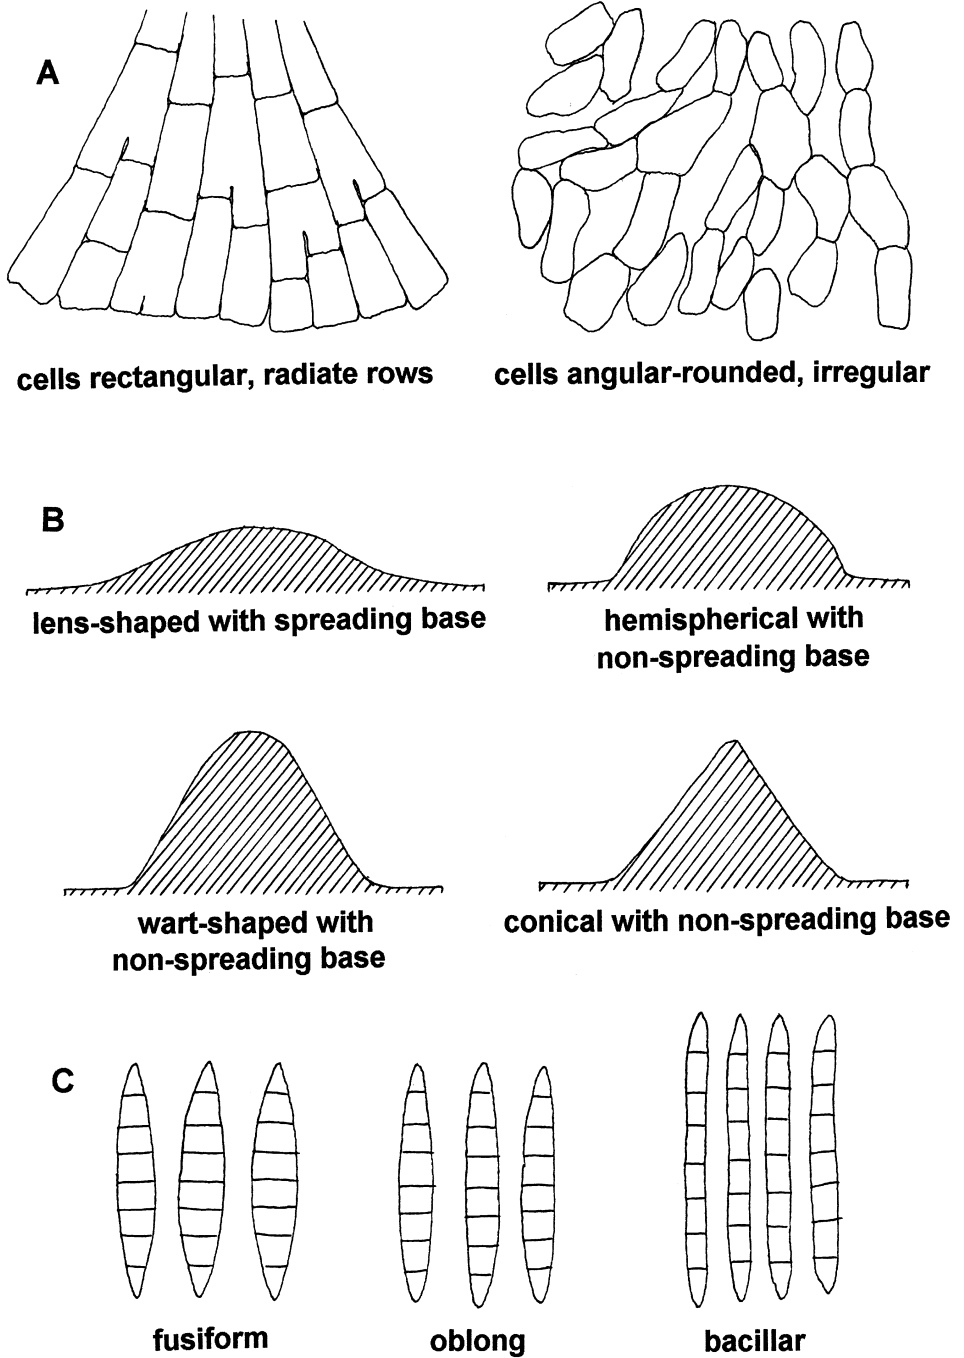 A
cells rectangular, radiate rows
cells angular-rounded, irregular
B
lens-shaped with spreading base
hemispherical with
non-spreading base
wart-shaped with
non-spreading base
conical with non-spreading base
C
fusiform
oblong
bacillar